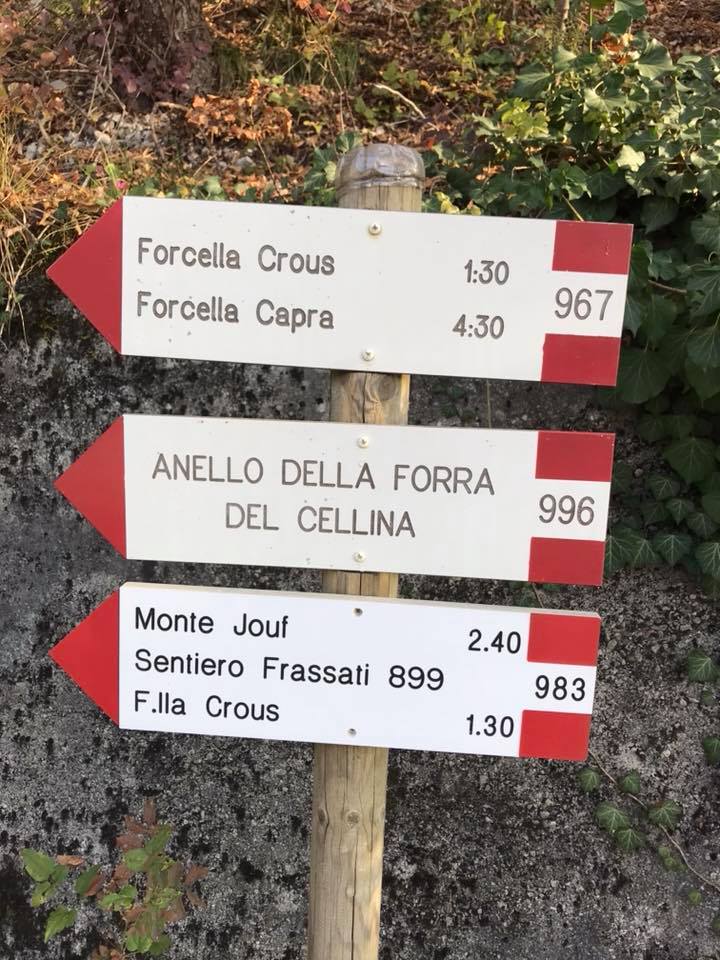 Forcella Crous 1:30
Forcella Capra 4:30
967
ANELLO DELLA FORRA
DEL CELLINA
996
Monte Jouf 2.40
Sentiero Frassati 899
983
F.lla Crous 1.30